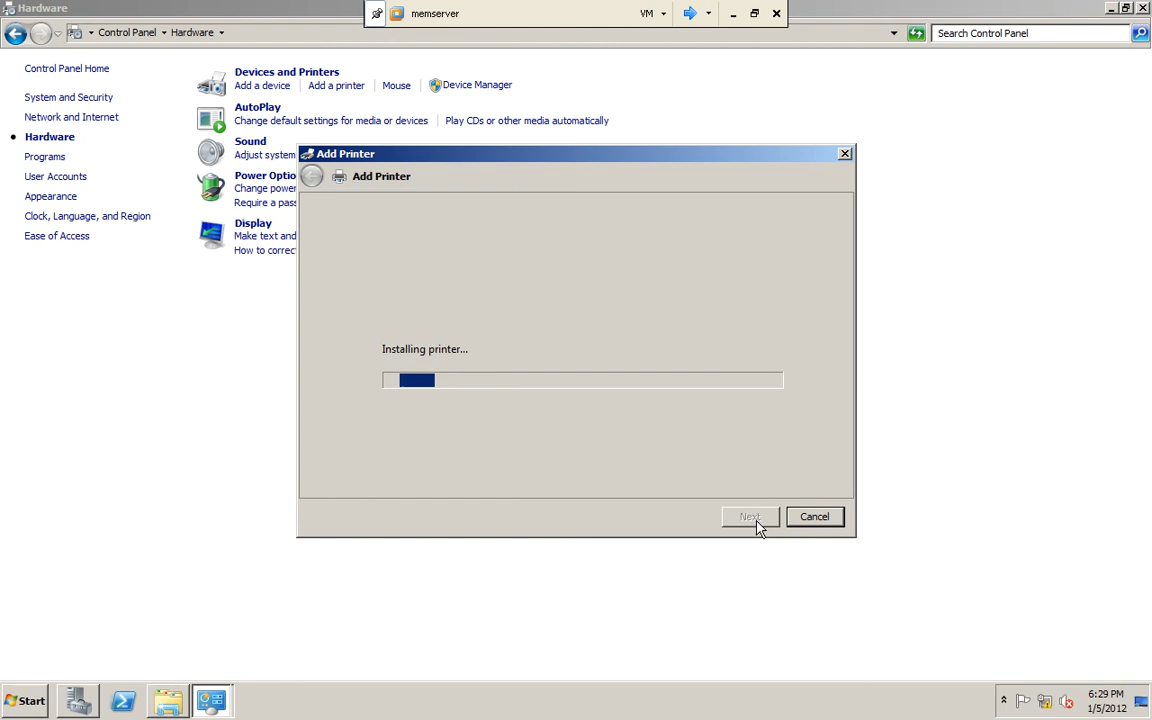 Hardware
memserver
VM
Control Panel
Hardware
Search Control Panel
Control Panel Home
System and Security
Network and Internet
Hardware
Programs
User Accounts
Appearance
Clock, Language, and Region
Ease of Access
Devices and Printers
Add a device
Add a printer
Mouse
Device Manager
AutoPlay
Change default settings for media or devices
Play CDs or other media automatically
Sound
Adjust system
Power Optio
Change power
Require a pass
Display
Make text and
How to correct
Add Printer
Add Printer
Installing printer...
Next
Cancel
Start
6:29 PM
1/5/2012